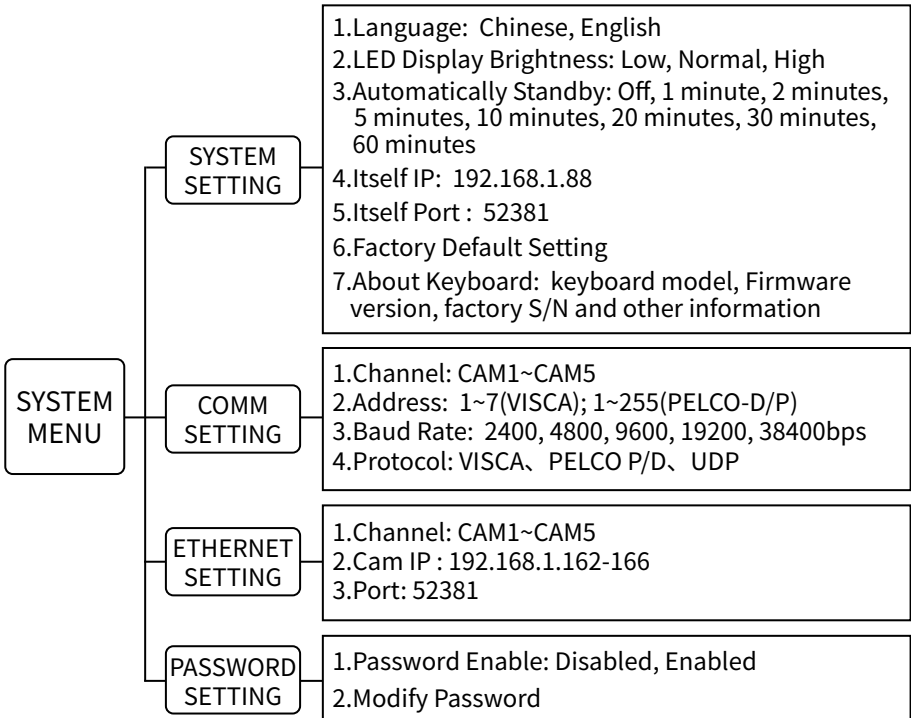 SYSTEM
MENU
SYSTEM
SETTING
1.Language: Chinese, English
2.LED Display Brightness: Low, Normal, High
3.Automatically Standby: Off, 1 minute, 2 minutes,
5 minutes, 10 minutes, 20 minutes, 30 minutes,
60 minutes
4.Itself IP: 192.168.1.88
5.Itself Port : 52381
6.Factory Default Setting
7.About Keyboard: keyboard model, Firmware
version, factory S/N and other information
COMM
SETTING
1.Channel: CAM1~CAM5
2.Address: 1~7(VISCA); 1~255(PELCO-D/P)
3.Baud Rate: 2400, 4800, 9600, 19200, 38400bps
4.Protocol: VISCA、PELCO P/D、UDP
ETHERNET
SETTING
1.Channel: CAM1~CAM5
2.Cam IP : 192.168.1.162-166
3.Port: 52381
PASSWORD
SETTING
1.Password Enable: Disabled, Enabled
2.Modify Password